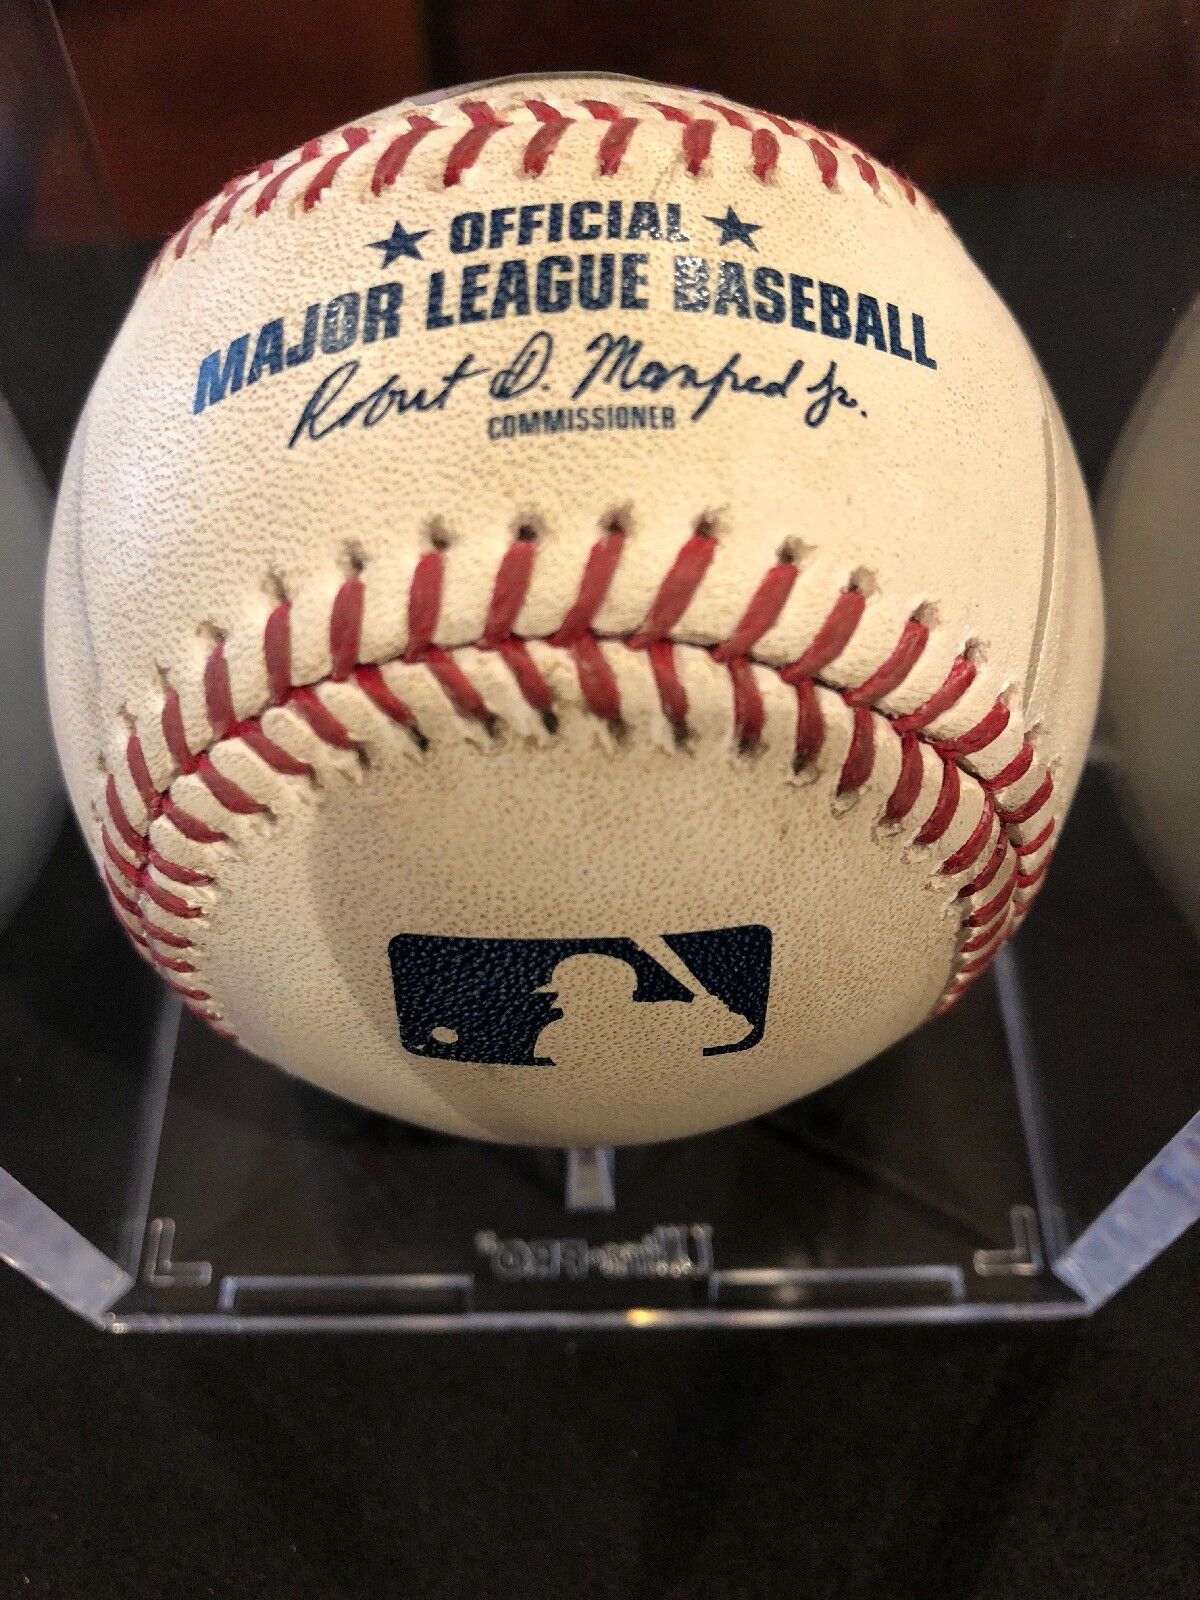 OFFICIAL
MAJOR LEAGUE BASEBALL
Robert D. Manfred Jr.
COMMISSIONER